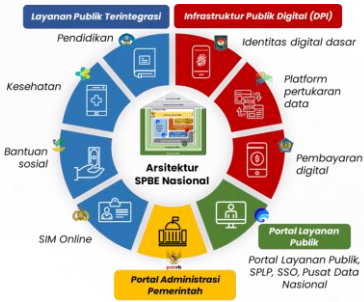 Layanan Publik Terintegrasi
Infrastruktur Publik Digital (DPI)
Pendidikan
Identitas digital dasar
Kesehatan
Platform
pertukaran
data
Bantuan
sosial
Arsitektur
SPBE Nasional
Pembayaran
digital
SIM Online
Portal Layanan
Publik
Portal Layanan Publik,
SPLP, SSO, Pusat Data
Nasional
Portal Administrasi
Pemerintah